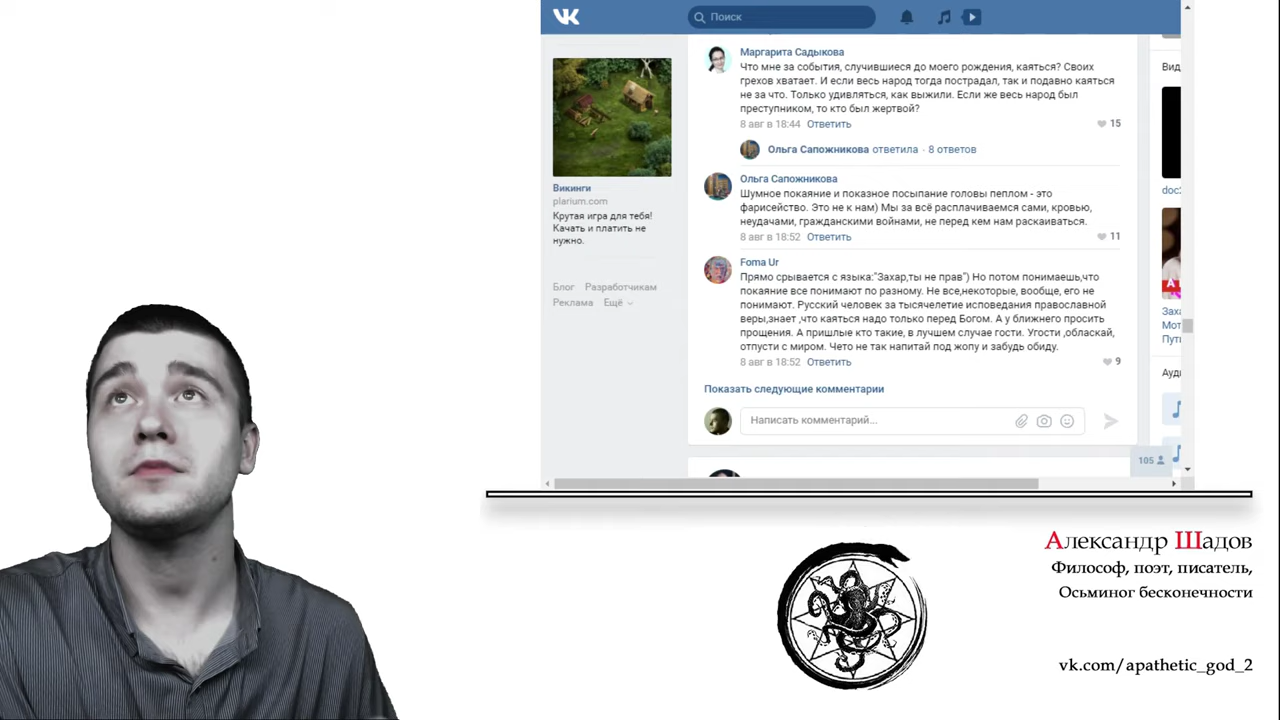 Поиск
Маргарита Садыкова
Что мне за события, случившиеся до моего рождения, каяться? Своих
грехов хватает. И если весь народ тогда пострадал, так и подавно каяться
не за что. Только удивляться, как выжили. Если же весь народ был
преступником, то кто был жертвой?
8 авг в 18:44 Ответить
15
Ольга Сапожникова ответила · 8 ответов
Ольга Сапожникова
Шумное покаяние и показное посыпание головы пеплом - это
фарисейство. Это не к нам) Мы за всё расплачиваемся сами, кровью,
неудачами, гражданскими войнами, не перед кем нам раскаиваться.
8 авг в 18:52 Ответить
11
Foma Ur
Прямо срывается с языка:"Захар,ты не прав") Но потом понимаешь,что
покаяние все понимают по разному. Не все,некоторые, вообще, его не
понимают. Русский человек за тысячелетие исповедования православной
веры,знает ,что каяться надо только перед Богом. А у ближнего просить
прощения. А пришлые кто такие, в лучшем случае гости. Угости ,обласкай,
отпусти с миром. Чето не так напитай под жопу и забудь обиду.
8 авг в 18:52 Ответить
9
Показать следующие комментарии
Написать комментарий...
105
Викинги
plarium.com
Крутая игра для тебя!
Качать и платить не
нужно.
Блог Разработчикам
Реклама Ещё
Вид
doc2
Заха
Мот
Путь
Ауди
Александр Шадов
Философ, поэт, писатель,
Осьминог бесконечности
vk.com/apathetic_god_2